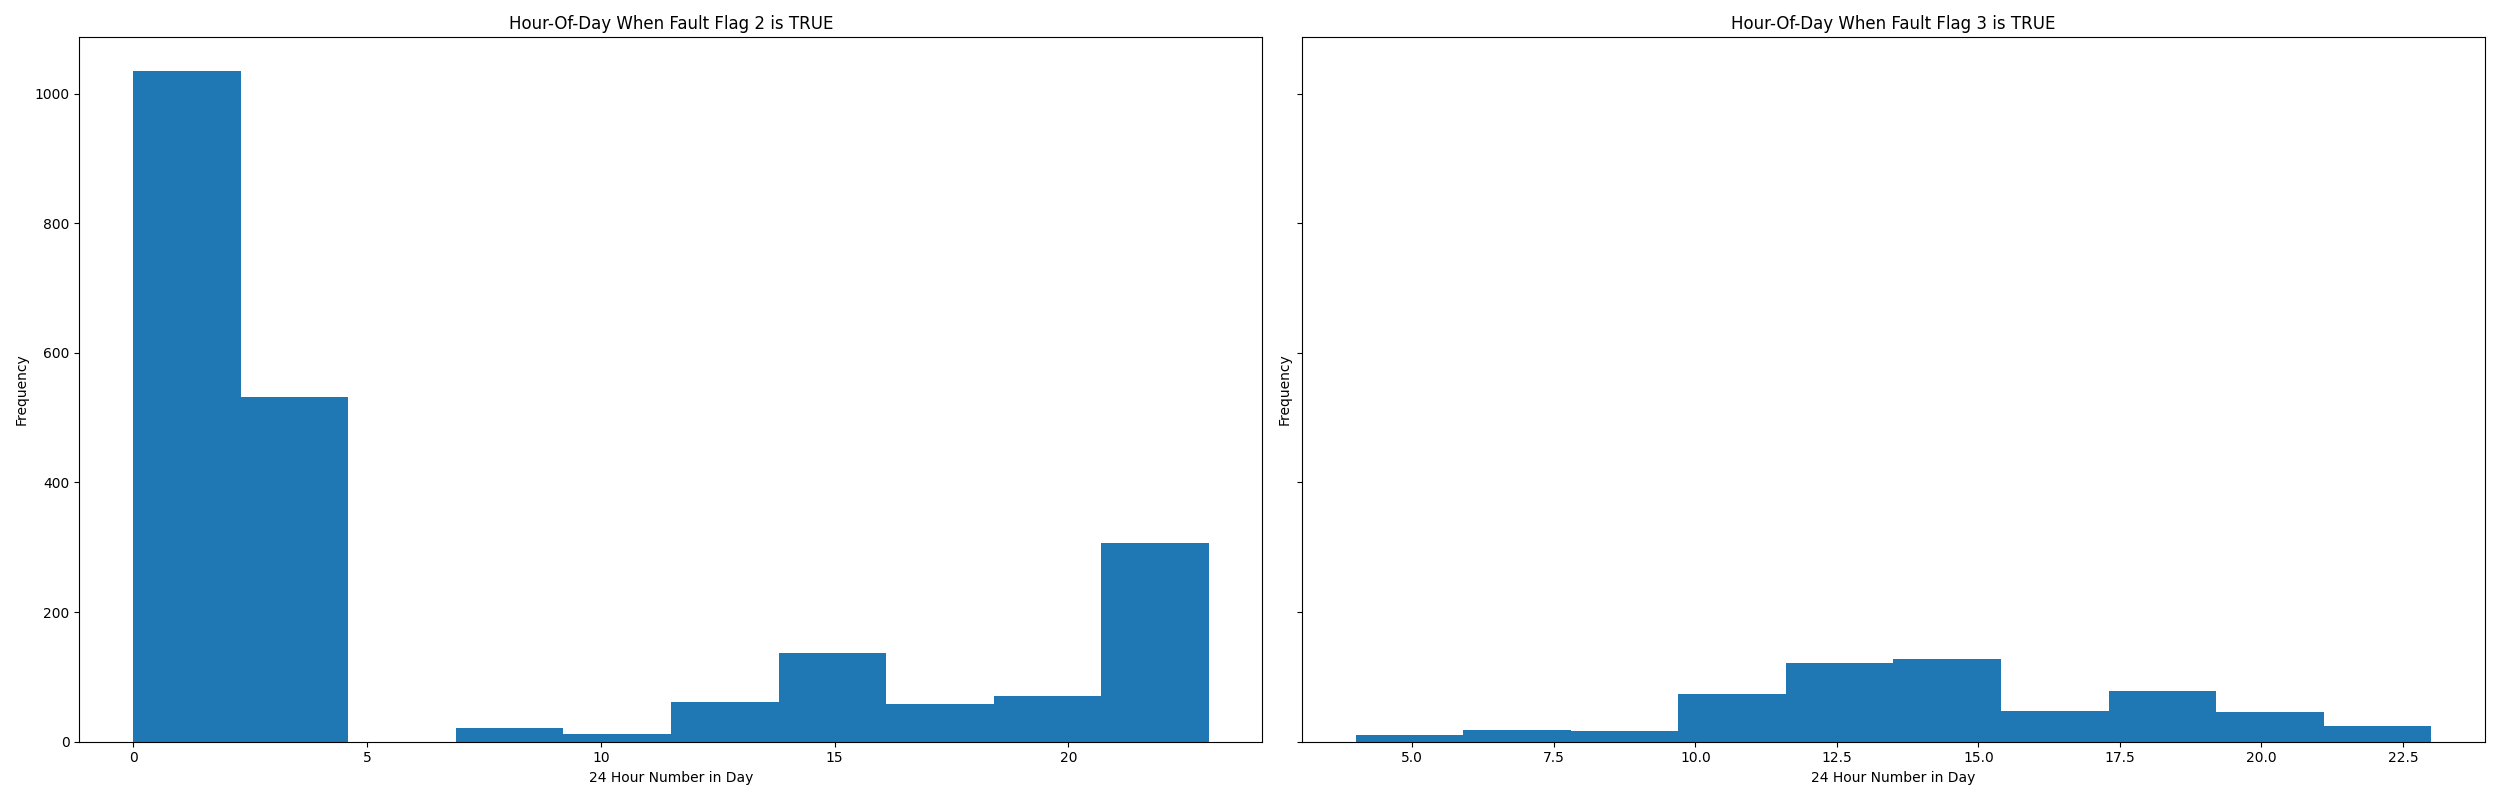 Hour-Of-Day When Fault Flag 2 is TRUE
Frequency
1000
800
600
400
200
0
0 5 10 15 20
24 Hour Number in Day
Hour-Of-Day When Fault Flag 3 is TRUE
Frequency
5.0 7.5 10.0 12.5 15.0 17.5 20.0 22.5
24 Hour Number in Day